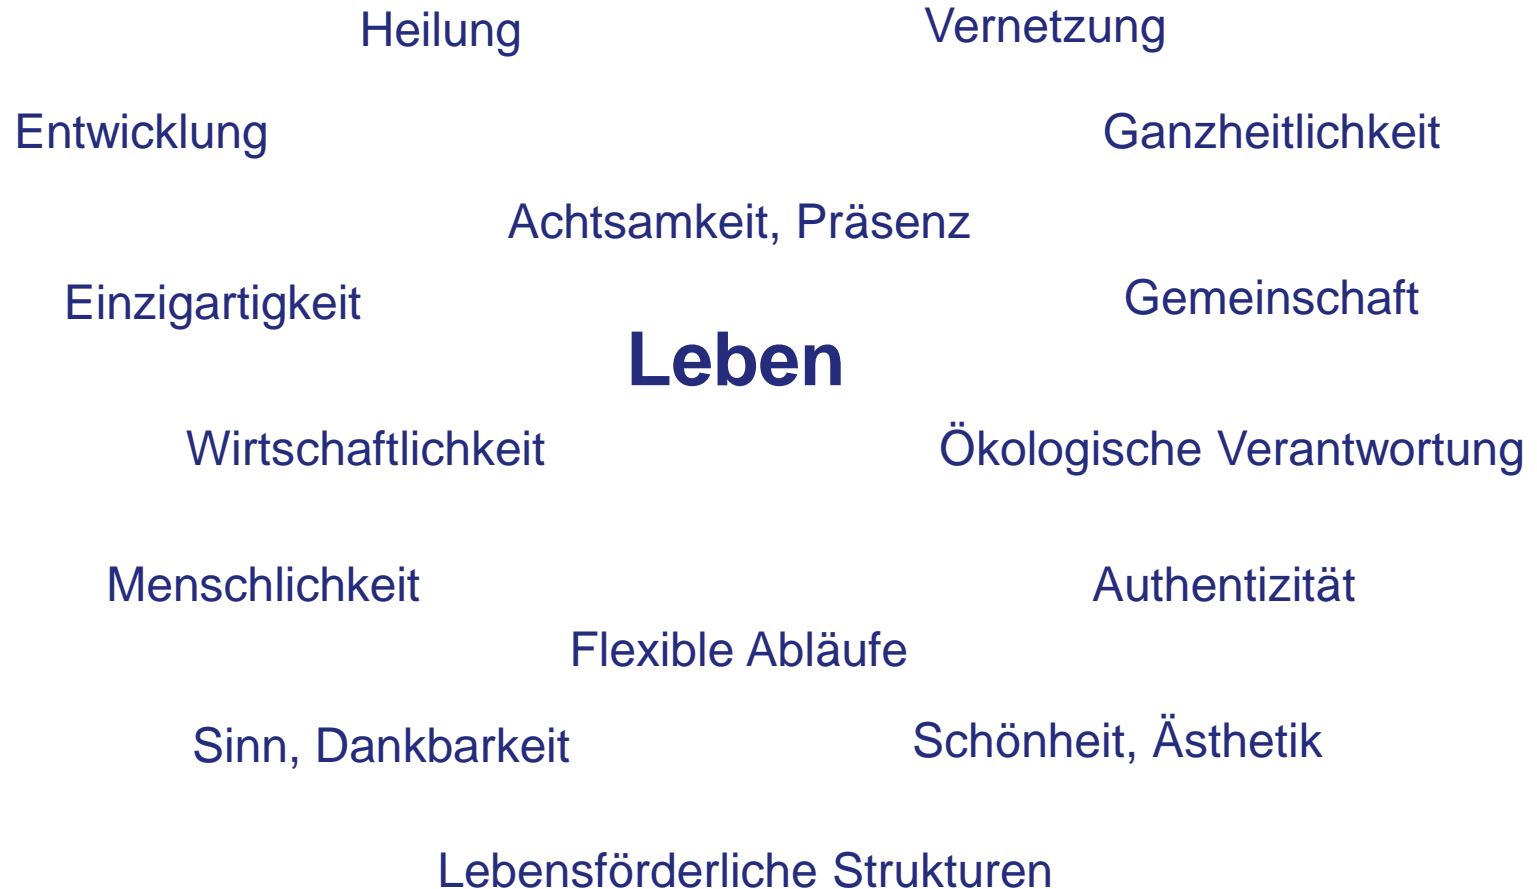 Heilung
Vernetzung
Entwicklung
Ganzheitlichkeit
Achtsamkeit, Präsenz
Einzigartigkeit
Gemeinschaft
Leben
Wirtschaftlichkeit
Ökologische Verantwortung
Menschlichkeit
Authentizität
Flexible Abläufe
Sinn, Dankbarkeit
Schönheit, Ästhetik
Lebensförderliche Strukturen